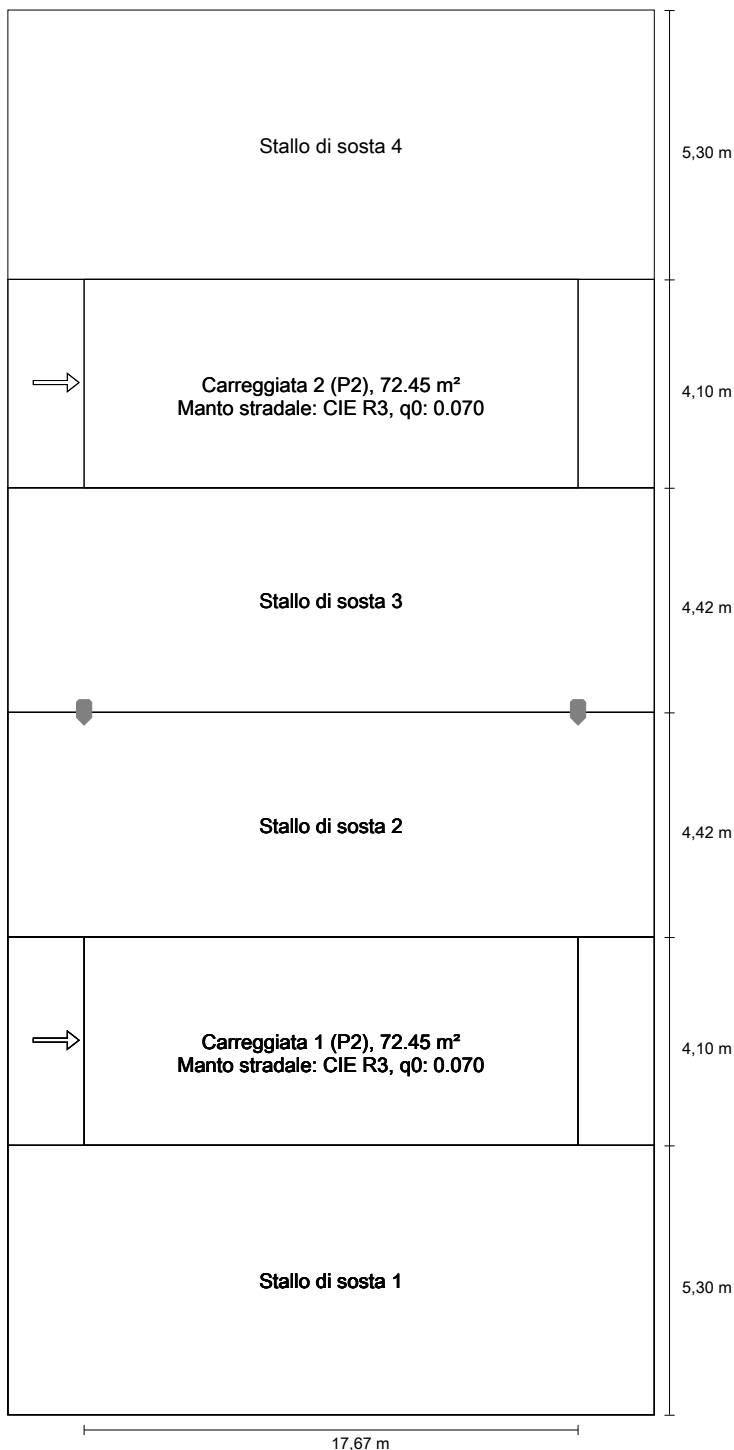 Stallo di sosta 4
5,30 m
Carreggiata 2 (P2), 72.45 m²
Manto stradale: CIE R3, q0: 0.070
4,10 m
Stallo di sosta 3
4,42 m
Stallo di sosta 2
4,42 m
Carreggiata 1 (P2), 72.45 m²
Manto stradale: CIE R3, q0: 0.070
4,10 m
Stallo di sosta 1
5,30 m
17,67 m